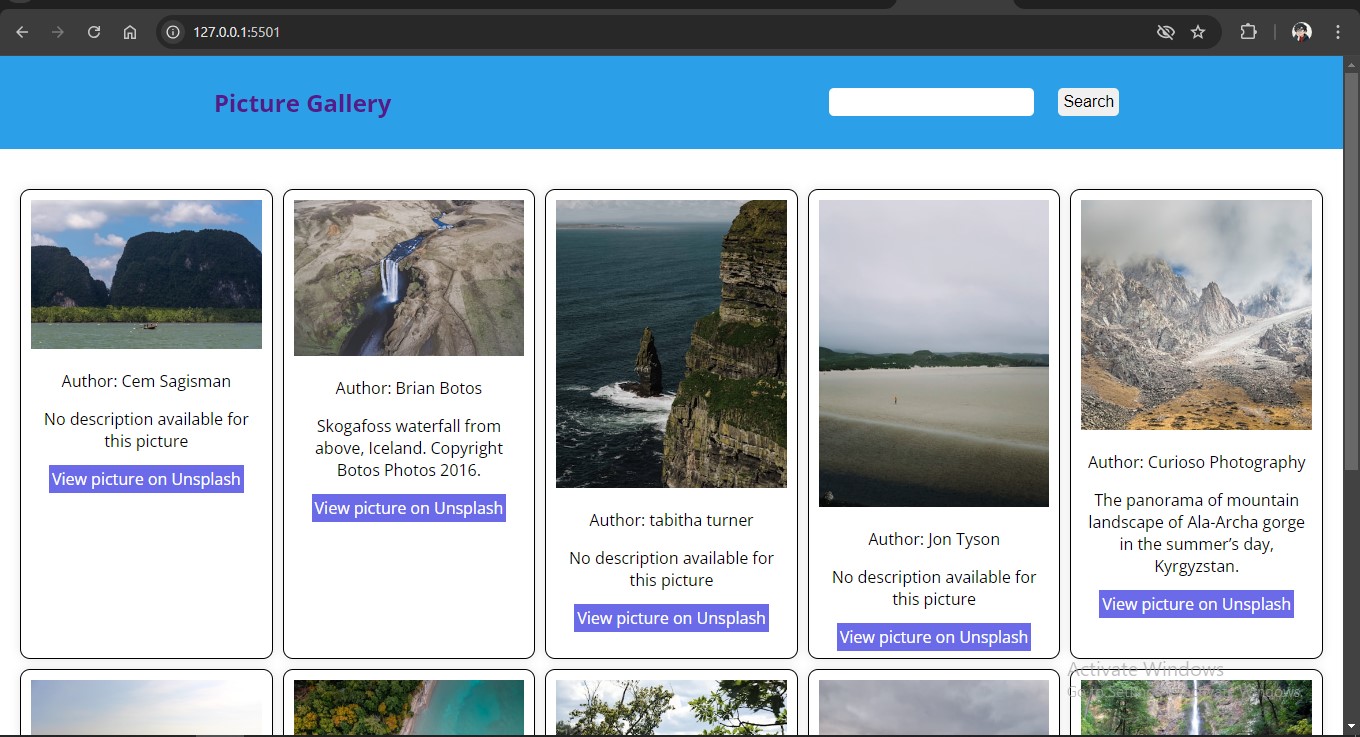 127.0.0.1:5501
Picture Gallery
Search
Author: Cem Sagisman
No description available for
this picture
View picture on Unsplash
Author: Brian Botos
Skogafoss waterfall from
above, Iceland. Copyright
Botos Photos 2016.
View picture on Unsplash
Author: tabitha turner
No description available for
this picture
View picture on Unsplash
Author: Jon Tyson
No description available for
this picture
View picture on Unsplash
Author: Curioso Photography
The panorama of mountain
landscape of Ala-Archa gorge
in the summer’s day,
Kyrgyzstan.
View picture on Unsplash
Activate Windows
Go to Settings to activate Windows.